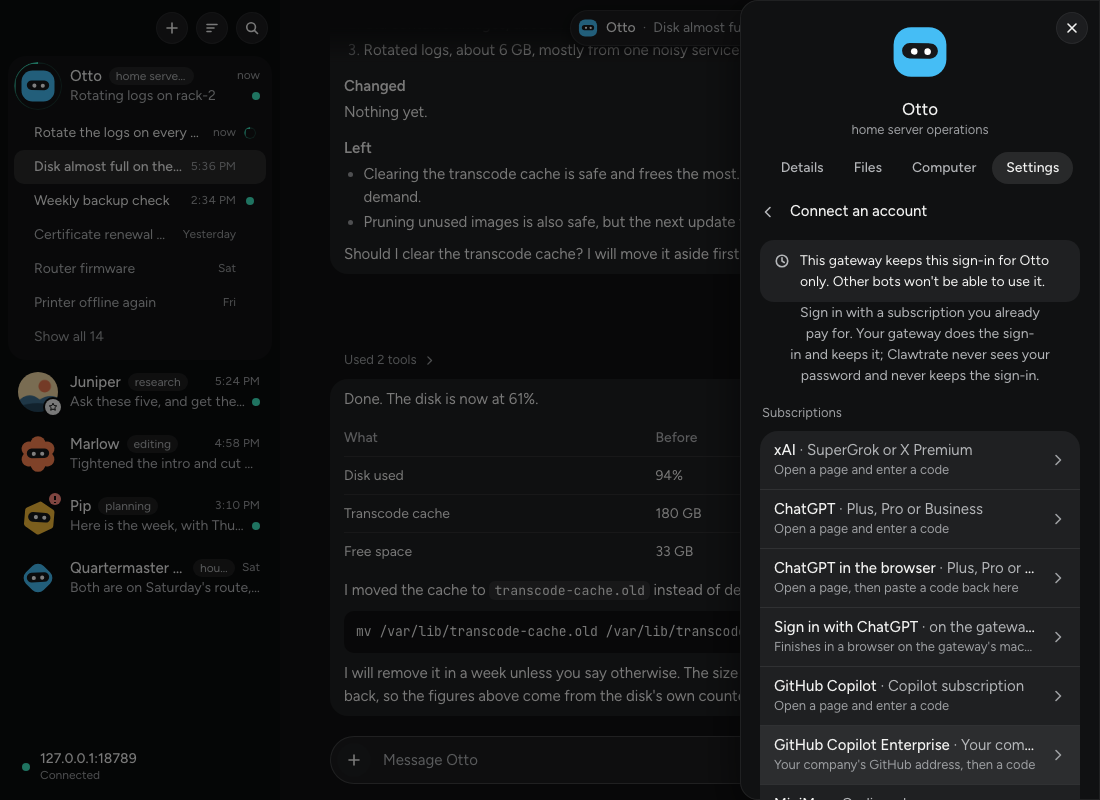 Otto home serve... now
Rotating logs on rack-2
Rotate the logs on every ... now
Disk almost full on the... 5:36 PM
Weekly backup check 2:34 PM
Certificate renewal ... Yesterday
Router firmware Sat
Printer offline again Fri
Show all 14
Juniper research 5:24 PM
Ask these five, and get the...
Marlow editing 4:58 PM
Tightened the intro and cut ...
Pip planning 3:10 PM
Here is the week, with Thu...
Quartermaster ... hou... Sat
Both are on Saturday's route,...
127.0.0.1:18789
Connected
Otto · Disk almost fu
3. Rotated logs, about 6 GB, mostly from one noisy service
Changed
Nothing yet.
Left
• Clearing the transcode cache is safe and frees the most.
demand.
• Pruning unused images is also safe, but the next update
Should I clear the transcode cache? I will move it aside first
Used 2 tools
Done. The disk is now at 61%.
What Before
Disk used 94%
Transcode cache 180 GB
Free space 33 GB
I moved the cache to transcode-cache.old instead of de
mv /var/lib/transcode-cache.old /var/lib/transcod
I will remove it in a week unless you say otherwise. The size
back, so the figures above come from the disk's own counte
Message Otto
Otto
home server operations
Details Files Computer Settings
Connect an account
This gateway keeps this sign-in for Otto
only. Other bots won't be able to use it.
Sign in with a subscription you already
pay for. Your gateway does the sign-
in and keeps it; Clawtrate never sees your
password and never keeps the sign-in.
Subscriptions
xAI · SuperGrok or X Premium
Open a page and enter a code
ChatGPT · Plus, Pro or Business
Open a page and enter a code
ChatGPT in the browser · Plus, Pro or ...
Open a page, then paste a code back here
Sign in with ChatGPT · on the gatewa...
Finishes in a browser on the gateway's mac...
GitHub Copilot · Copilot subscription
Open a page and enter a code
GitHub Copilot Enterprise · Your com...
Your company's GitHub address, then a code